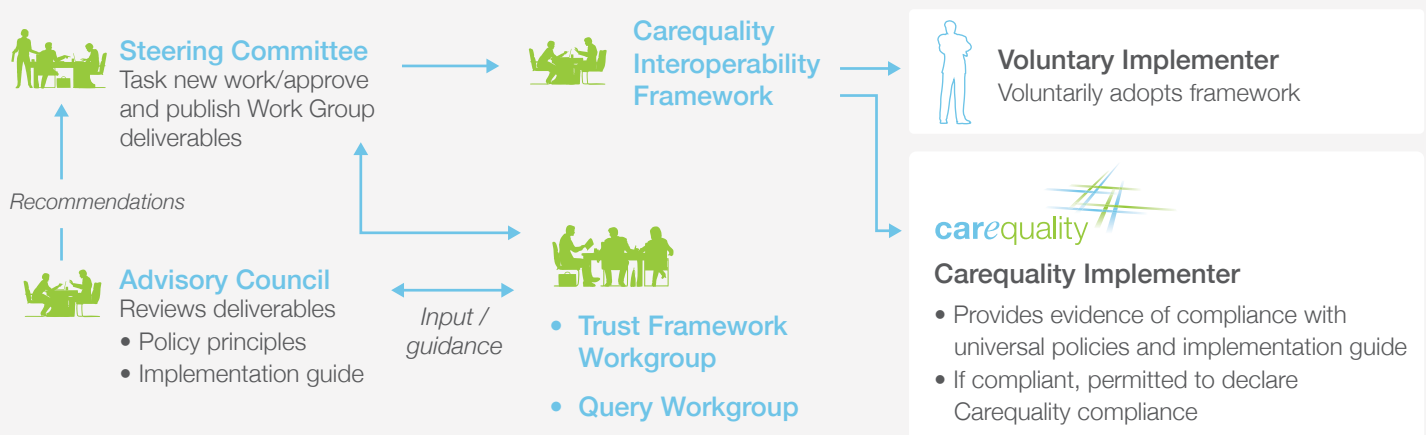 Steering Committee
Task new work/approve
and publish Work Group
deliverables
Recommendations
Advisory Council
Reviews deliverables
• Policy principles
• Implementation guide
Input /
guidance
Carequality
Interoperability
Framework
• Trust Framework
Workgroup
• Query Workgroup
Voluntary Implementer
Voluntarily adopts framework
carequality
Carequality Implementer
• Provides evidence of compliance with
universal policies and implementation guide
• If compliant, permitted to declare
Carequality compliance